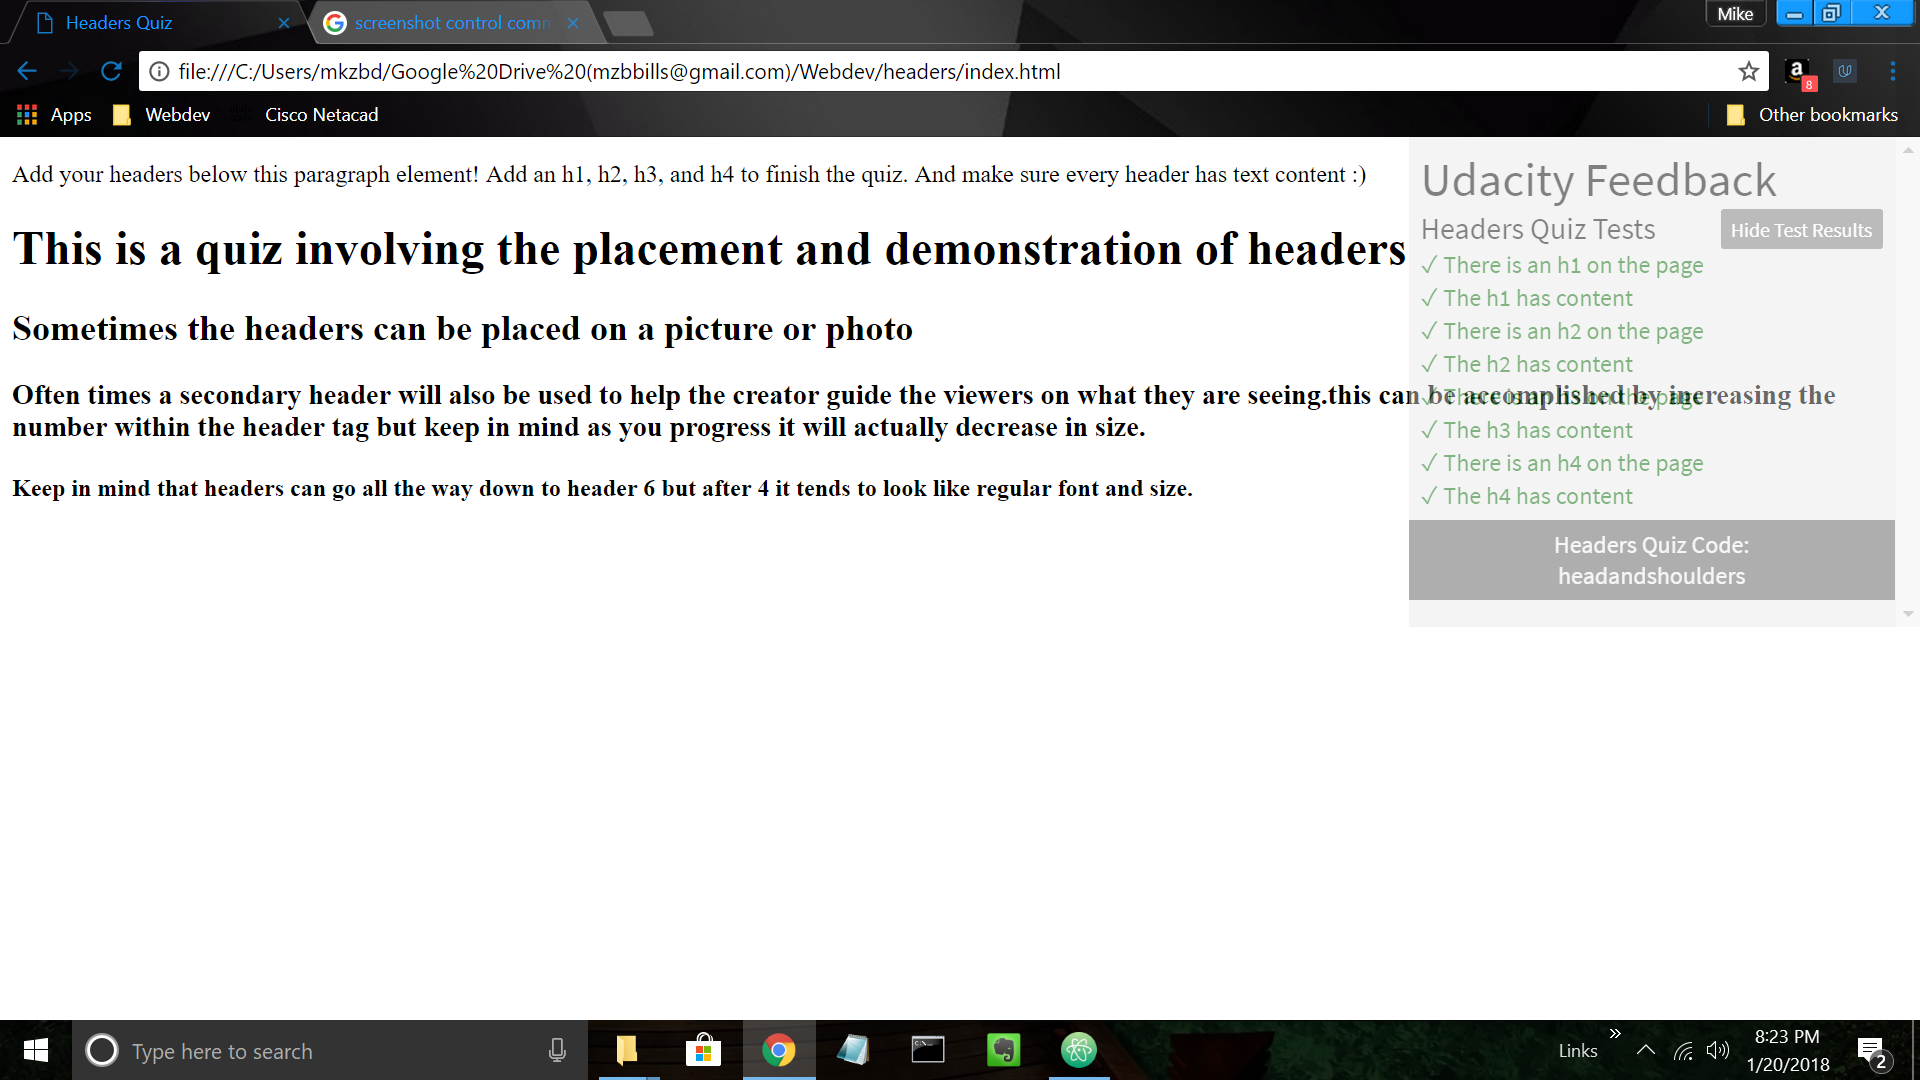 Headers Quiz
screenshot control com
Mike
file:///C:/Users/mkzbd/Google%20Drive%20(mzbbills@gmail.com)/Webdev/headers/index.html
a
8
Apps
Webdev
Cisco Netacad
Other bookmarks
Add your headers below this paragraph element! Add an h1, h2, h3, and h4 to finish the quiz. And make sure every header has text content :)
This is a quiz involving the placement and demonstration of headers
Sometimes the headers can be placed on a picture or photo
Often times a secondary header will also be used to help the creator guide the viewers on what they are seeing.this can be accomplished by increasing the
number within the header tag but keep in mind as you progress it will actually decrease in size.
Keep in mind that headers can go all the way down to header 6 but after 4 it tends to look like regular font and size.
Udacity Feedback
Headers Quiz Tests
Hide Test Results
✓ There is an h1 on the page
✓ The h1 has content
✓ There is an h2 on the page
✓ The h2 has content
✓ There is an h3 on the page
✓ The h3 has content
✓ There is an h4 on the page
✓ The h4 has content
Headers Quiz Code:
headandshoulders
Type here to search
Links
8:23 PM
1/20/2018
2